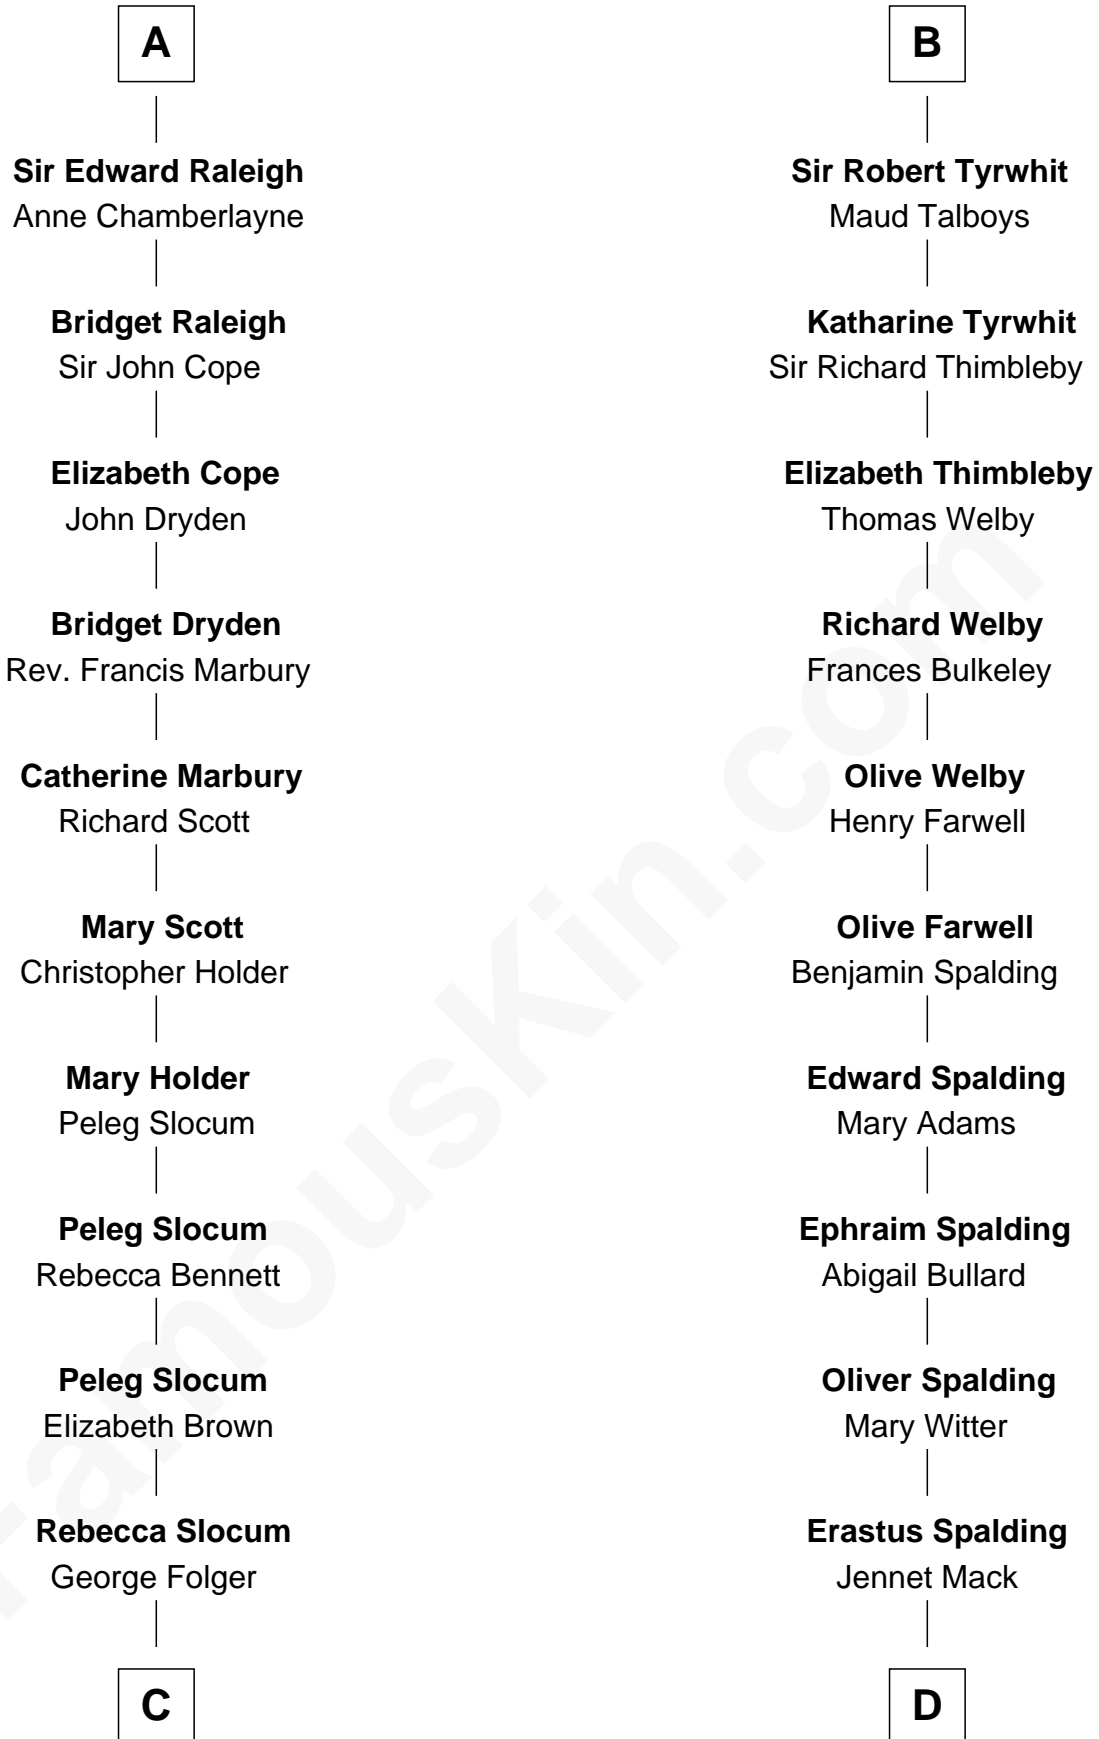 A
Sir Edward Raleigh
Anne Chamberlayne
Bridget Raleigh
Sir John Cope
Elizabeth Cope
John Dryden
Bridget Dryden
Rev. Francis Marbury
Catherine Marbury
Richard Scott
Mary Scott
Christopher Holder
Mary Holder
Peleg Slocum
Peleg Slocum
Rebecca Bennett
Peleg Slocum
Elizabeth Brown
Rebecca Slocum
George Folger
C
B
Sir Robert Tyrwhit
Maud Talboys
Katharine Tyrwhit
Sir Richard Thimbleby
Elizabeth Thimbleby
Thomas Welby
Richard Welby
Frances Bulkeley
Olive Welby
Henry Farwell
Olive Farwell
Benjamin Spalding
Edward Spalding
Mary Adams
Ephraim Spalding
Abigail Bullard
Oliver Spalding
Mary Witter
Erastus Spalding
Jennet Mack
D
FamousKin.com